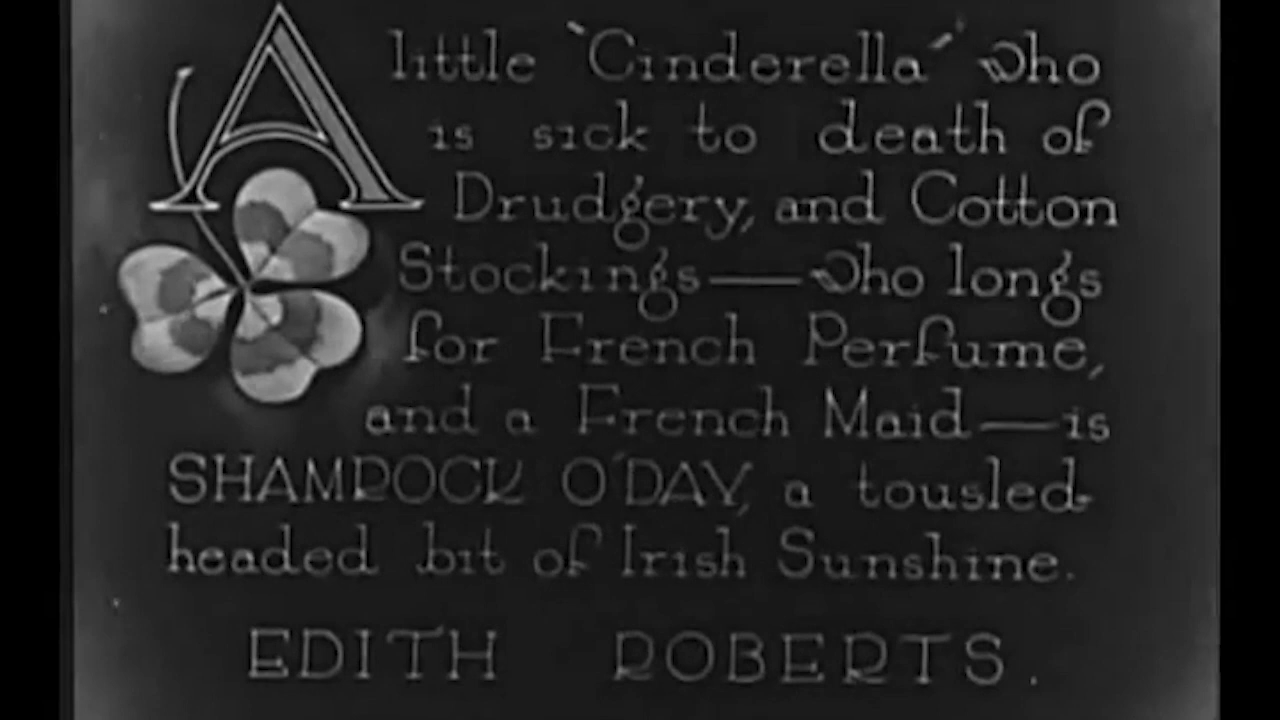 A little "Cinderella" who
is sick to death of
Drudgery, and Cotton
Stockings — who longs
for French Perfume,
and a French Maid — is
SHAMROCK O'DAY, a tousled-
headed bit of Irish Sunshine.
EDITH ROBERTS.